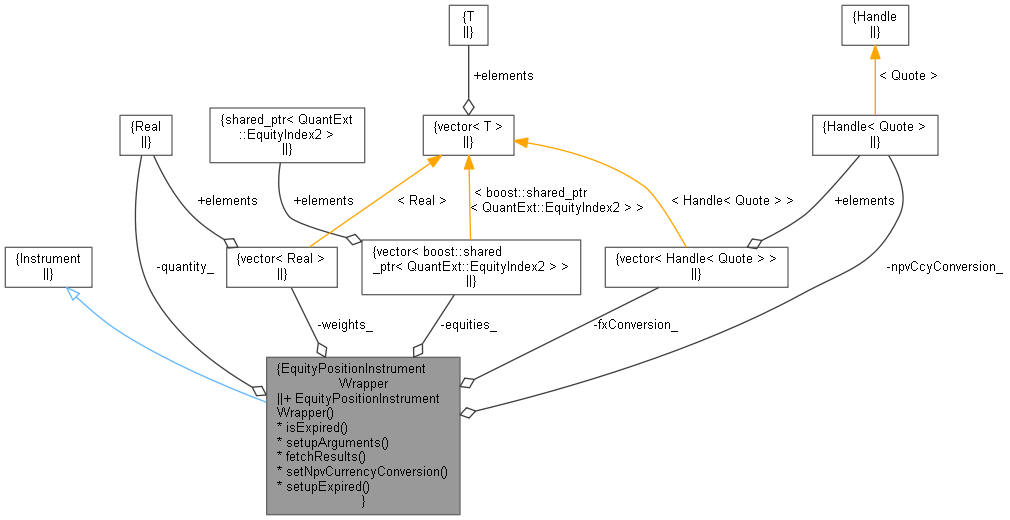 {T
||}
{Handle
||}
+elements
< Quote >
{shared_ptr< QuantExt
::EquityIndex2 >
||}
{Real
||}
{vector< T >
||}
{Handle< Quote >
||}
+elements
+elements
< Real >
< boost::shared_ptr
< QuantExt::EquityIndex2 > >
< Handle< Quote > >
+elements
{Instrument
||}
-quantity_
{vector< Real >
||}
{vector< boost::shared
_ptr< QuantExt::EquityIndex2 > >
||}
{vector< Handle< Quote > >
||}
-npvCcyConversion_
-weights_
-equities_
-fxConversion_
{EquityPositionInstrument
Wrapper
||+ EquityPositionInstrument
Wrapper()
* isExpired()
* setupArguments()
* fetchResults()
* setNpvCurrencyConversion()
* setupExpired()
}